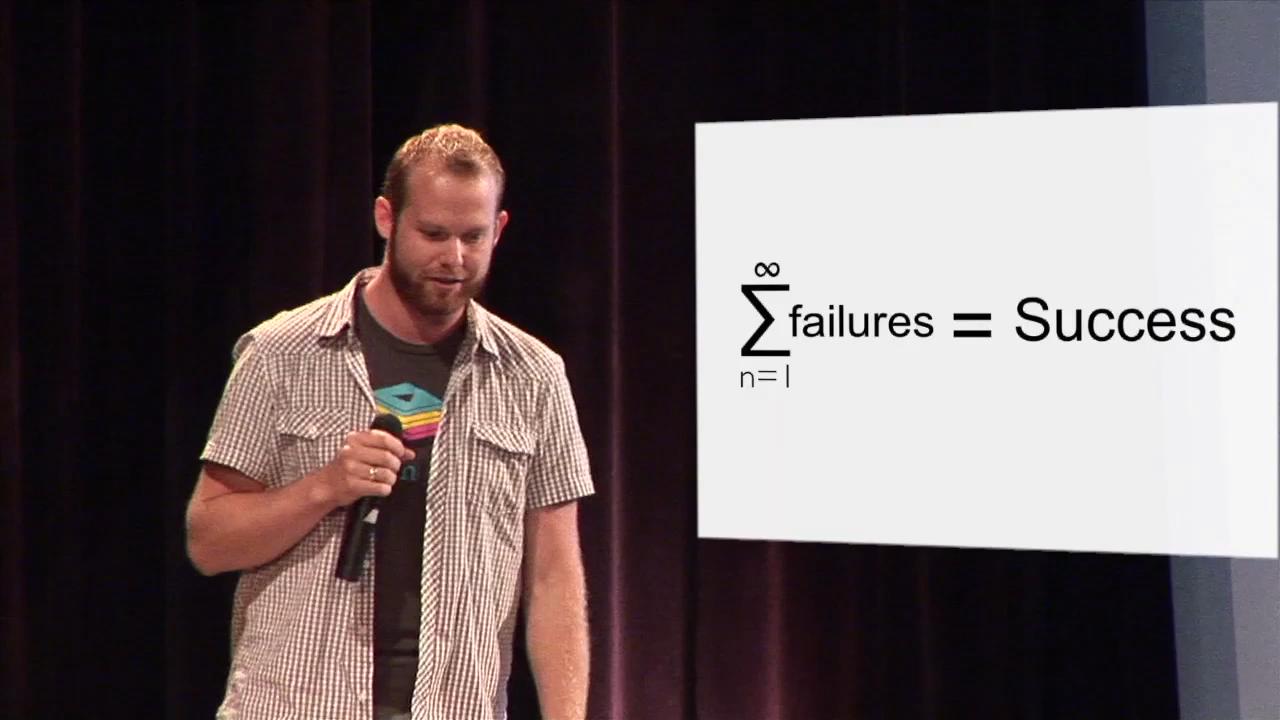 ∞
∑ failures = Success
n=1